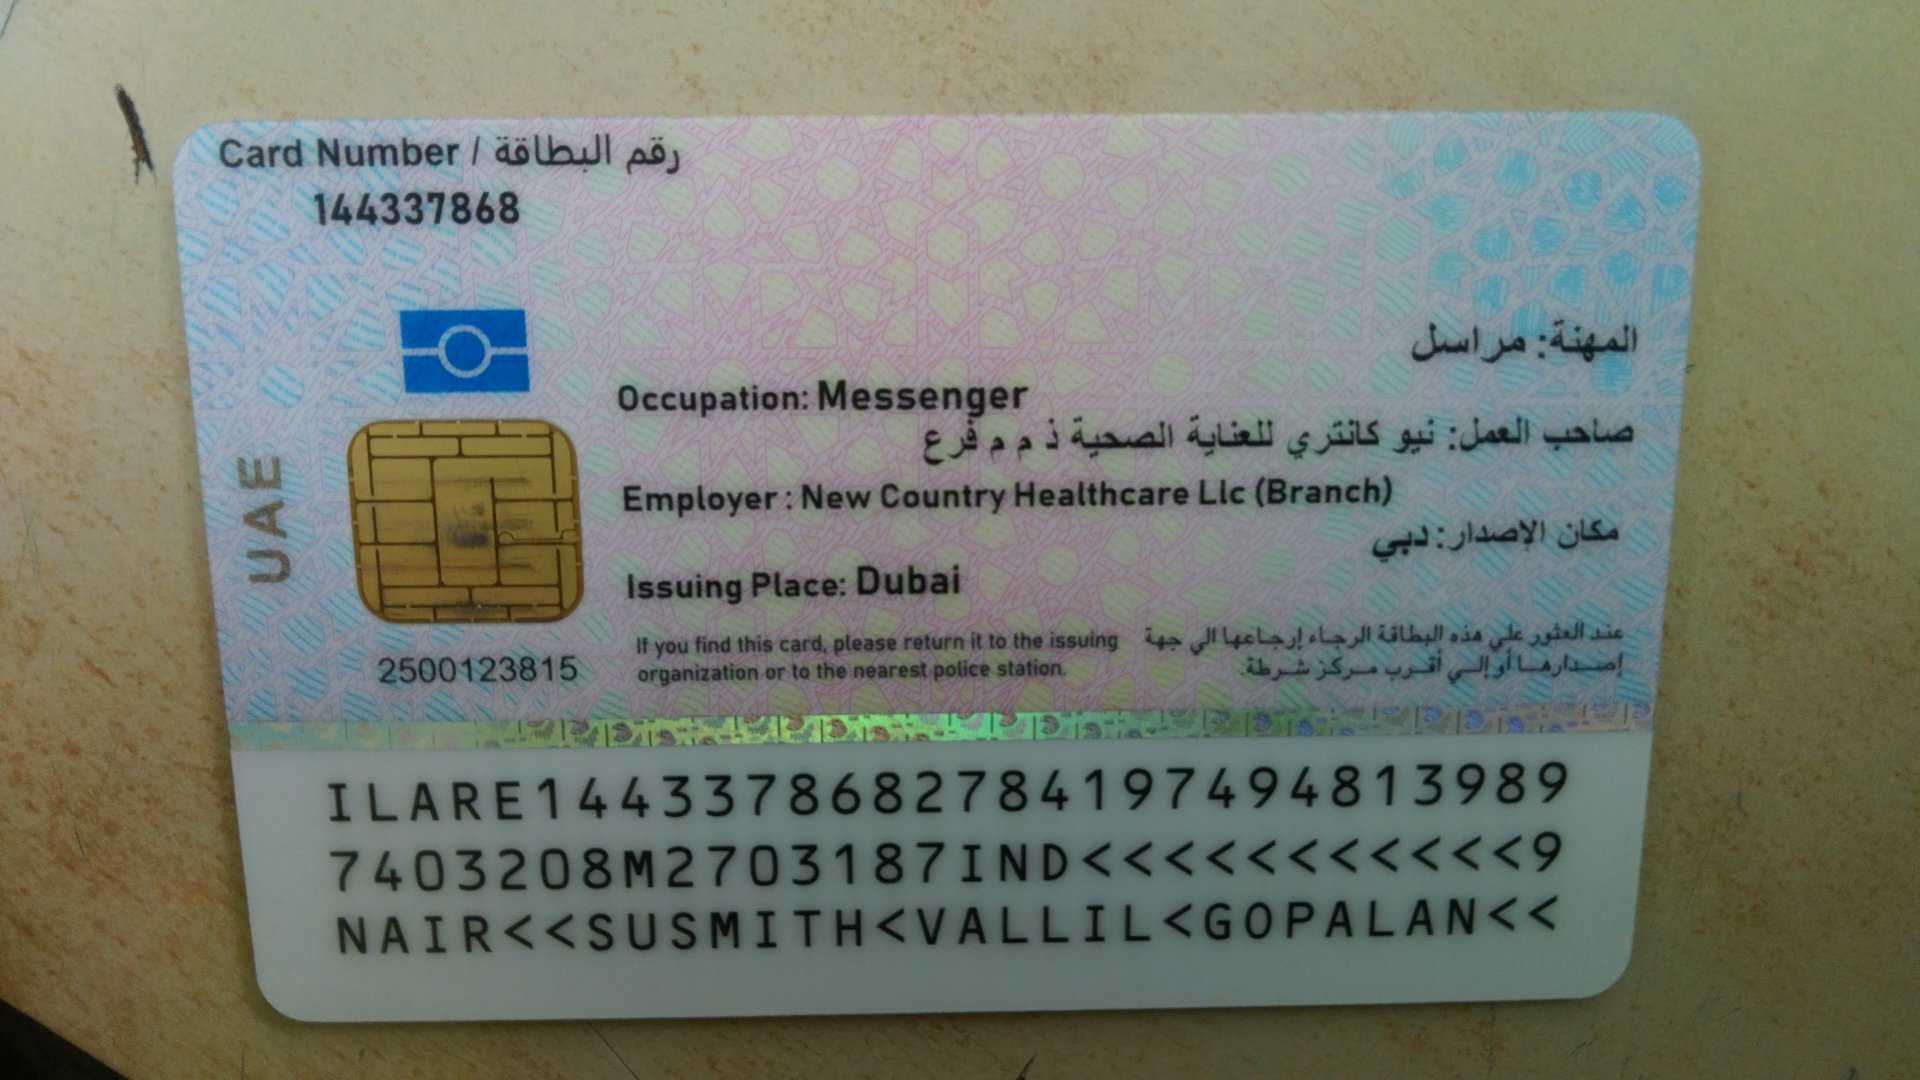 Card Number / رقم البطاقة
144337868
المهنة: مراسل
Occupation: Messenger
صاحب العمل: نيو كانتري للعناية الصحية ذ م م فرع
Employer : New Country Healthcare Llc (Branch)
مكان الإصدار: دبي
Issuing Place: Dubai
UAE
2500123815
If you find this card, please return it to the issuing
organization or to the nearest police station.
عند العثور علي هذه البطاقة الرجاء إرجاعها الي جهة
إصدارها أو إلي أقرب مركز شرطة.
ILARE1443378682784197494813989
7403208M2703187IND<<<<<<<<<<<9
NAIR<<SUSMITH<VALLIL<GOPALAN<<